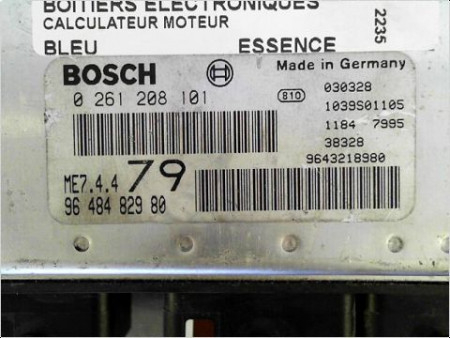 BOITIERS ELECTRONIQUES
CALCULATEUR MOTEUR
BLEU ESSENCE
2235
BOSCH Made in Germany
0 261 208 101
810 030328
1039S01105
1184 7995
38328
9643218980
ME7.4.4 79
96 484 829 80